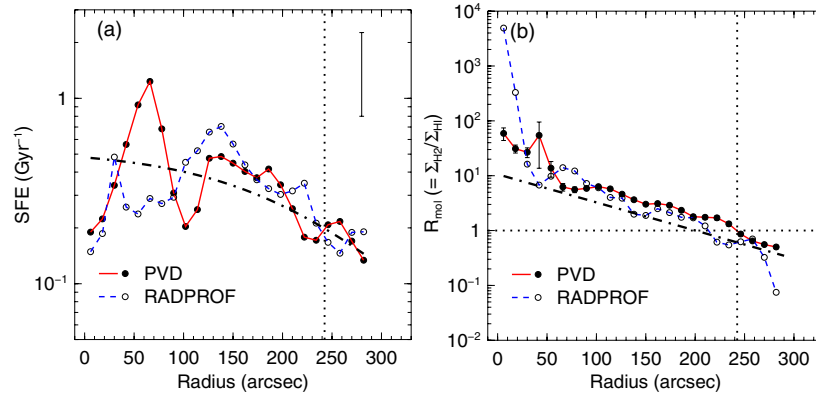 (a)
SFE (Gyr⁻¹)
1
10⁻¹
PVD
RADPROF
0 50 100 150 200 250 300
Radius (arcsec)
(b)
R_mol (= Σ_H2/Σ_HI)
10⁴
10³
10²
10
1
10⁻¹
10⁻²
PVD
RADPROF
0 50 100 150 200 250 300
Radius (arcsec)